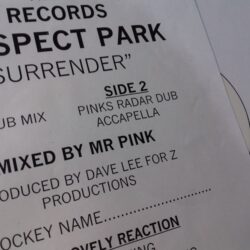 RECORDS
SPECT PARK
SURRENDER”
SIDE 2
UB MIX PINKS RADAR DUB
ACCAPELLA
MIXED BY MR PINK
ODUCED BY DAVE LEE FOR Z
PRODUCTIONS
OCKEY NAME
OVELY REACTION